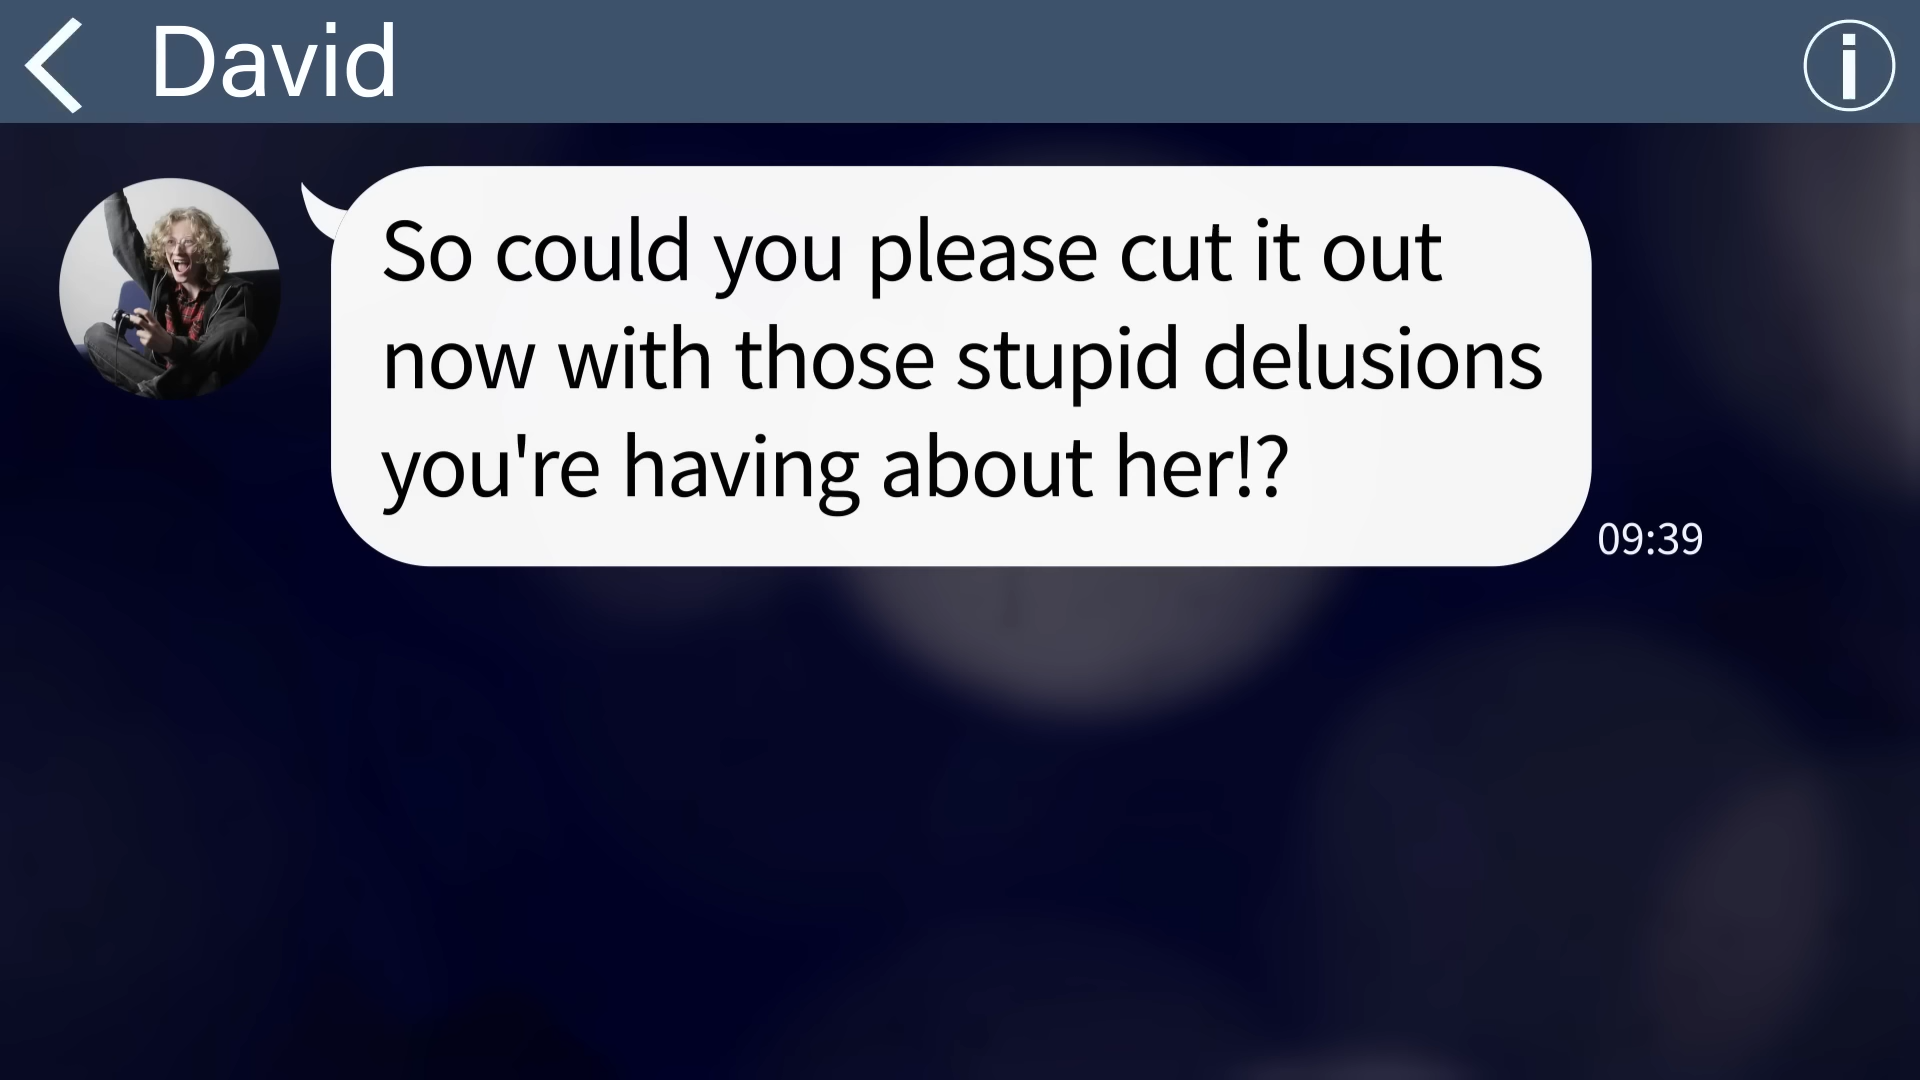 David
So could you please cut it out
now with those stupid delusions
you're having about her!?
09:39